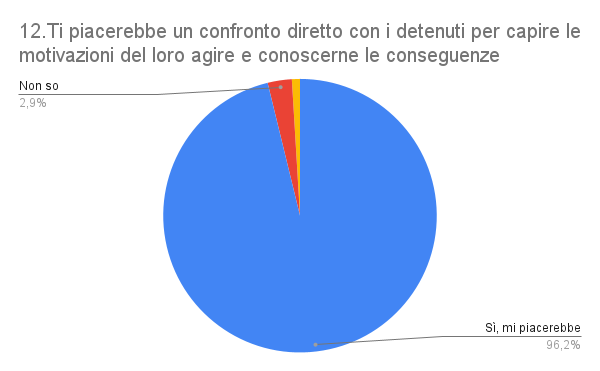 12.Ti piacerebbe un confronto diretto con i detenuti per capire le
motivazioni del loro agire e conoscerne le conseguenze
Non so
2,9%
Sì, mi piacerebbe
96,2%